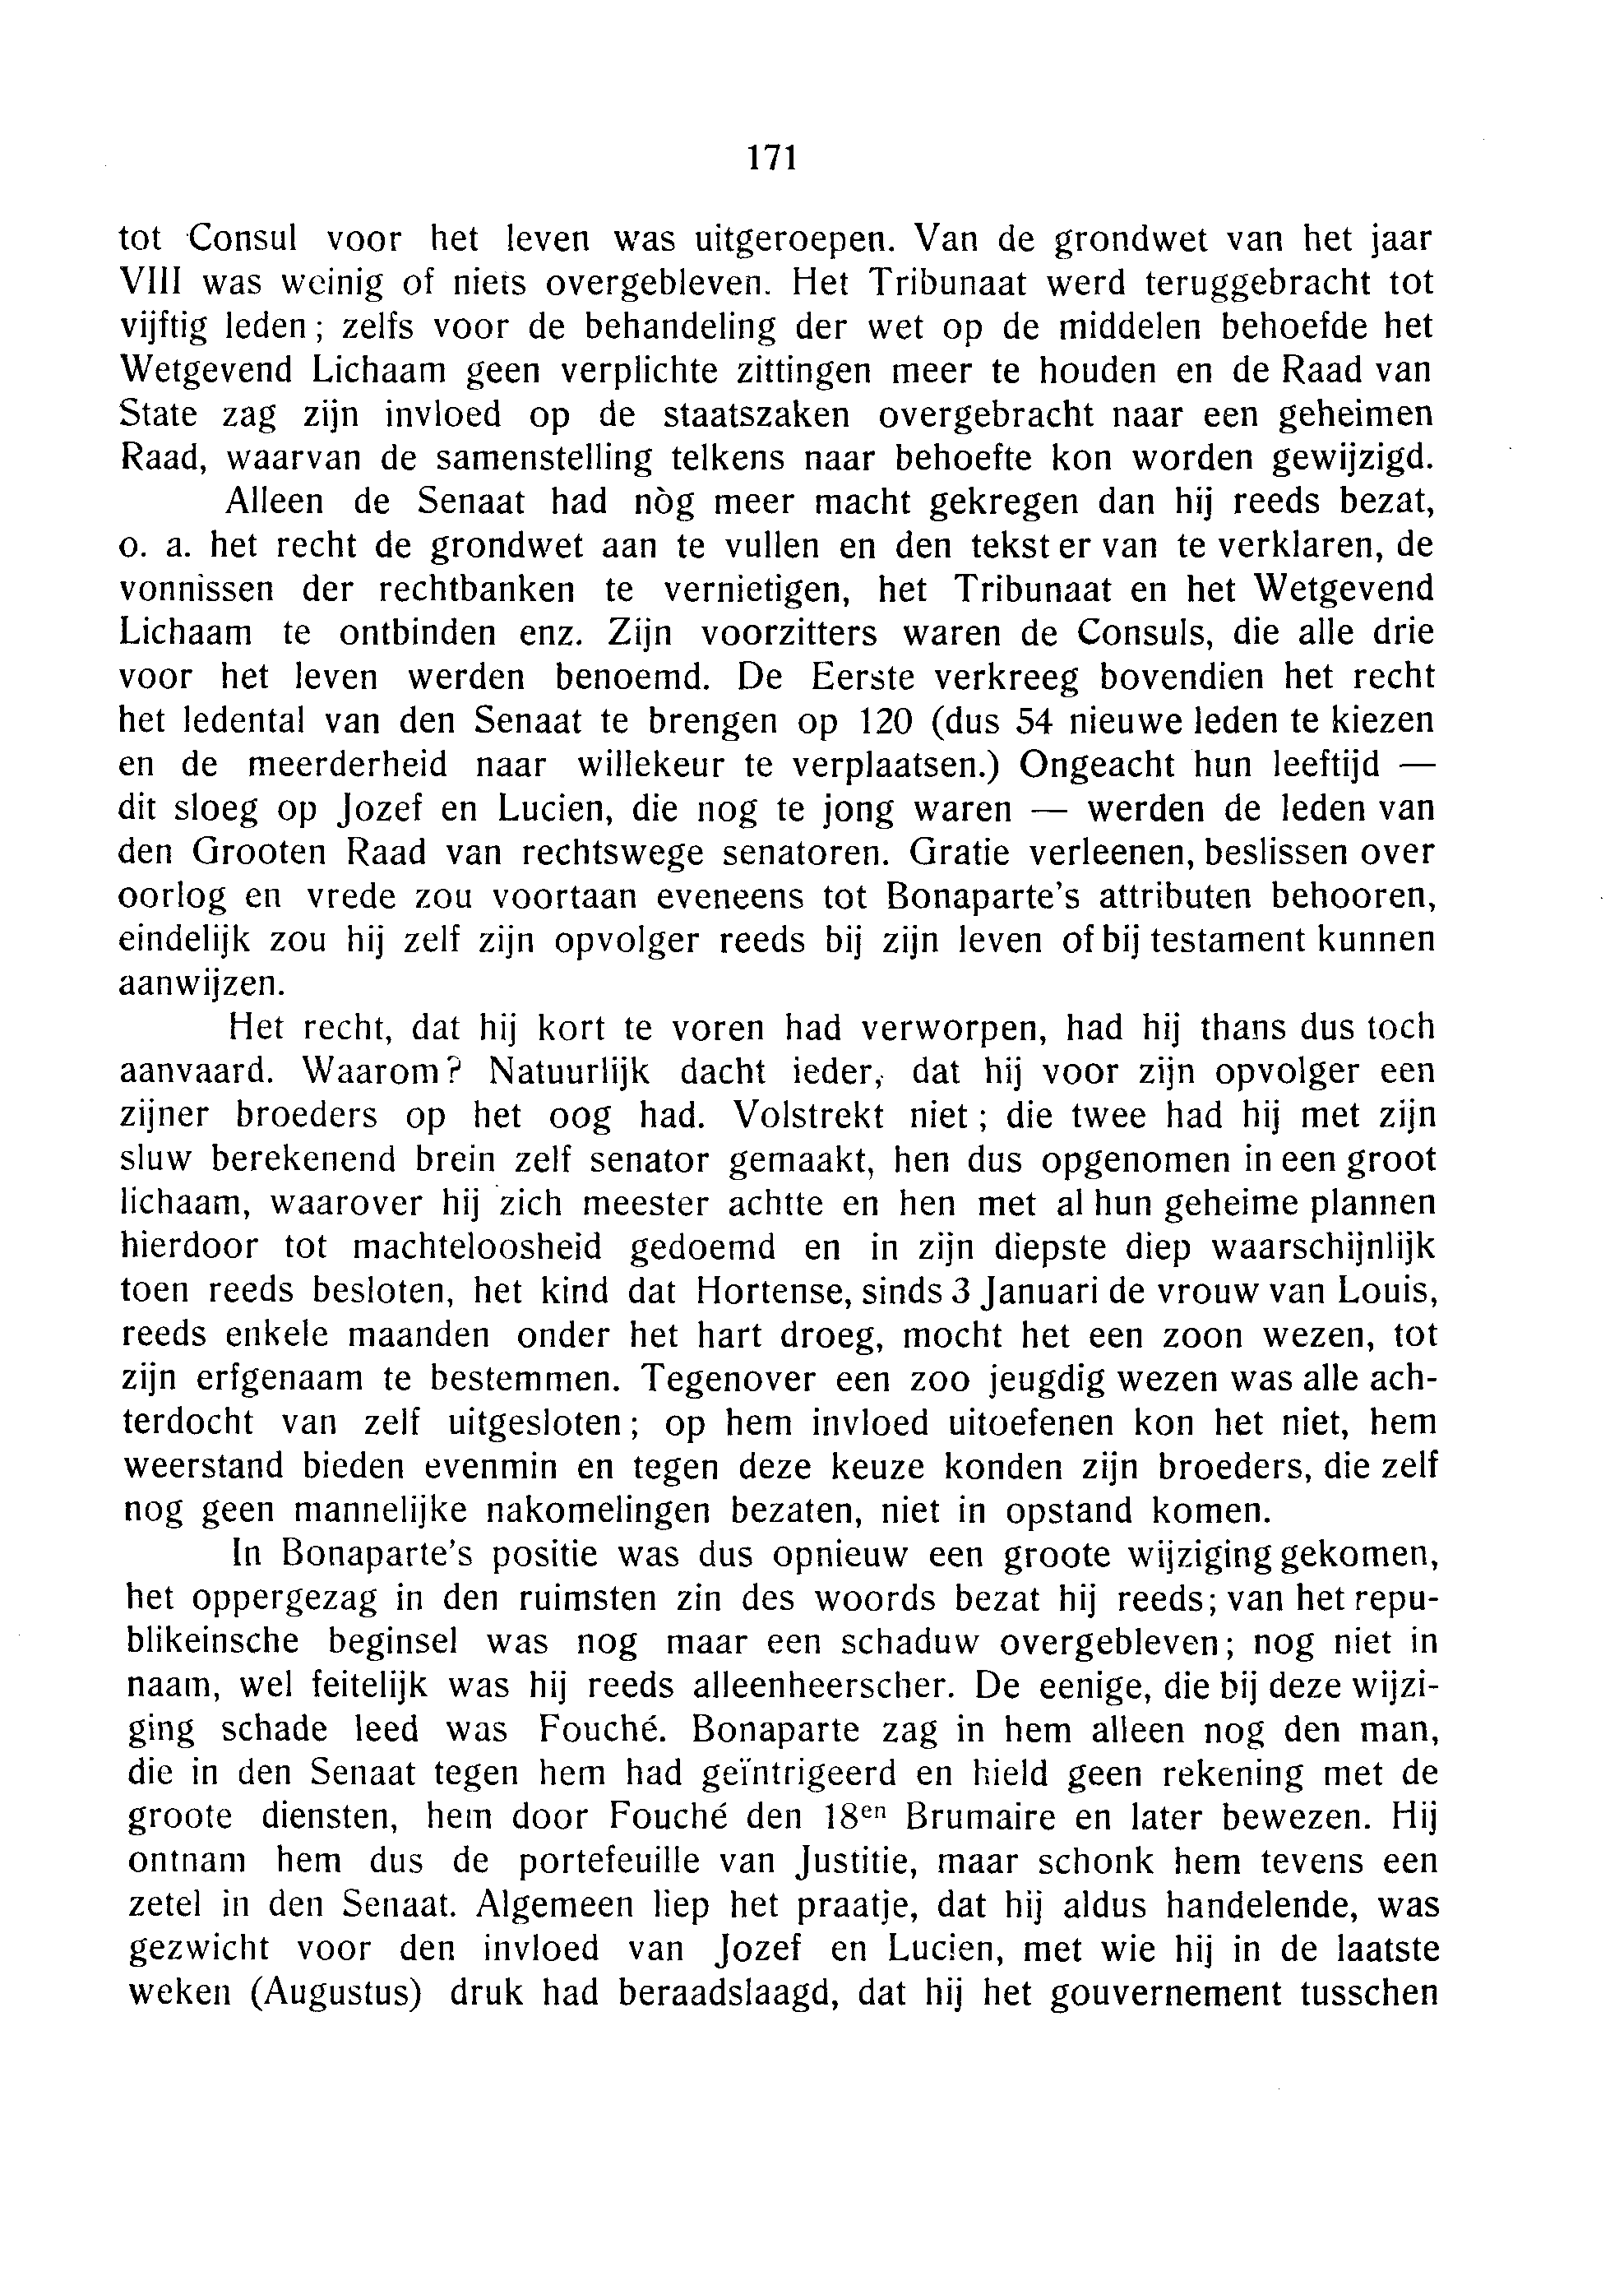 171
tot Consul voor het leven was uitgeroepen. Van de grondwet van het jaar
VIII was weinig of niets overgebleven. Het Tribunaat werd teruggebracht tot
vijftig leden; zelfs voor de behandeling der wet op de middelen behoefde het
Wetgevend Lichaam geen verplichte zittingen meer te houden en de Raad van
State zag zijn invloed op de staatszaken overgebracht naar een geheimen
Raad, waarvan de samenstelling telkens naar behoefte kon worden gewijzigd.
Alleen de Senaat had nòg meer macht gekregen dan hij reeds bezat,
o. a. het recht de grondwet aan te vullen en den tekst er van te verklaren, de
vonnissen der rechtbanken te vernietigen, het Tribunaat en het Wetgevend
Lichaam te ontbinden enz. Zijn voorzitters waren de Consuls, die alle drie
voor het leven werden benoemd. De Eerste verkreeg bovendien het recht
het ledental van den Senaat te brengen op 120 (dus 54 nieuwe leden te kiezen
en de meerderheid naar willekeur te verplaatsen.) Ongeacht hun leeftijd —
dit sloeg op Jozef en Lucien, die nog te jong waren — werden de leden van
den Grooten Raad van rechtswege senatoren. Gratie verleenen, beslissen over
oorlog en vrede zou voortaan eveneens tot Bonaparte's attributen behooren,
eindelijk zou hij zelf zijn opvolger reeds bij zijn leven of bij testament kunnen
aanwijzen.
Het recht, dat hij kort te voren had verworpen, had hij thans dus toch
aanvaard. Waarom? Natuurlijk dacht ieder, dat hij voor zijn opvolger een
zijner broeders op het oog had. Volstrekt niet; die twee had hij met zijn
sluw berekenend brein zelf senator gemaakt, hen dus opgenomen in een groot
lichaam, waarover hij zich meester achtte en hen met al hun geheime plannen
hierdoor tot machteloosheid gedoemd en in zijn diepste diep waarschijnlijk
toen reeds besloten, het kind dat Hortense, sinds 3 Januari de vrouw van Louis,
reeds enkele maanden onder het hart droeg, mocht het een zoon wezen, tot
zijn erfgenaam te bestemmen. Tegenover een zoo jeugdig wezen was alle ach-
terdocht van zelf uitgesloten; op hem invloed uitoefenen kon het niet, hem
weerstand bieden evenmin en tegen deze keuze konden zijn broeders, die zelf
nog geen mannelijke nakomelingen bezaten, niet in opstand komen.
In Bonaparte's positie was dus opnieuw een groote wijziging gekomen,
het oppergezag in den ruimsten zin des woords bezat hij reeds; van het repu-
blikeinsche beginsel was nog maar een schaduw overgebleven; nog niet in
naam, wel feitelijk was hij reeds alleenheerscher. De eenige, die bij deze wijzi-
ging schade leed was Fouché. Bonaparte zag in hem alleen nog den man,
die in den Senaat tegen hem had geïntrigeerd en hield geen rekening met de
groote diensten, hem door Fouché den 18en Brumaire en later bewezen. Hij
ontnam hem dus de portefeuille van Justitie, maar schonk hem tevens een
zetel in den Senaat. Algemeen liep het praatje, dat hij aldus handelende, was
gezwicht voor den invloed van Jozef en Lucien, met wie hij in de laatste
weken (Augustus) druk had beraadslaagd, dat hij het gouvernement tusschen